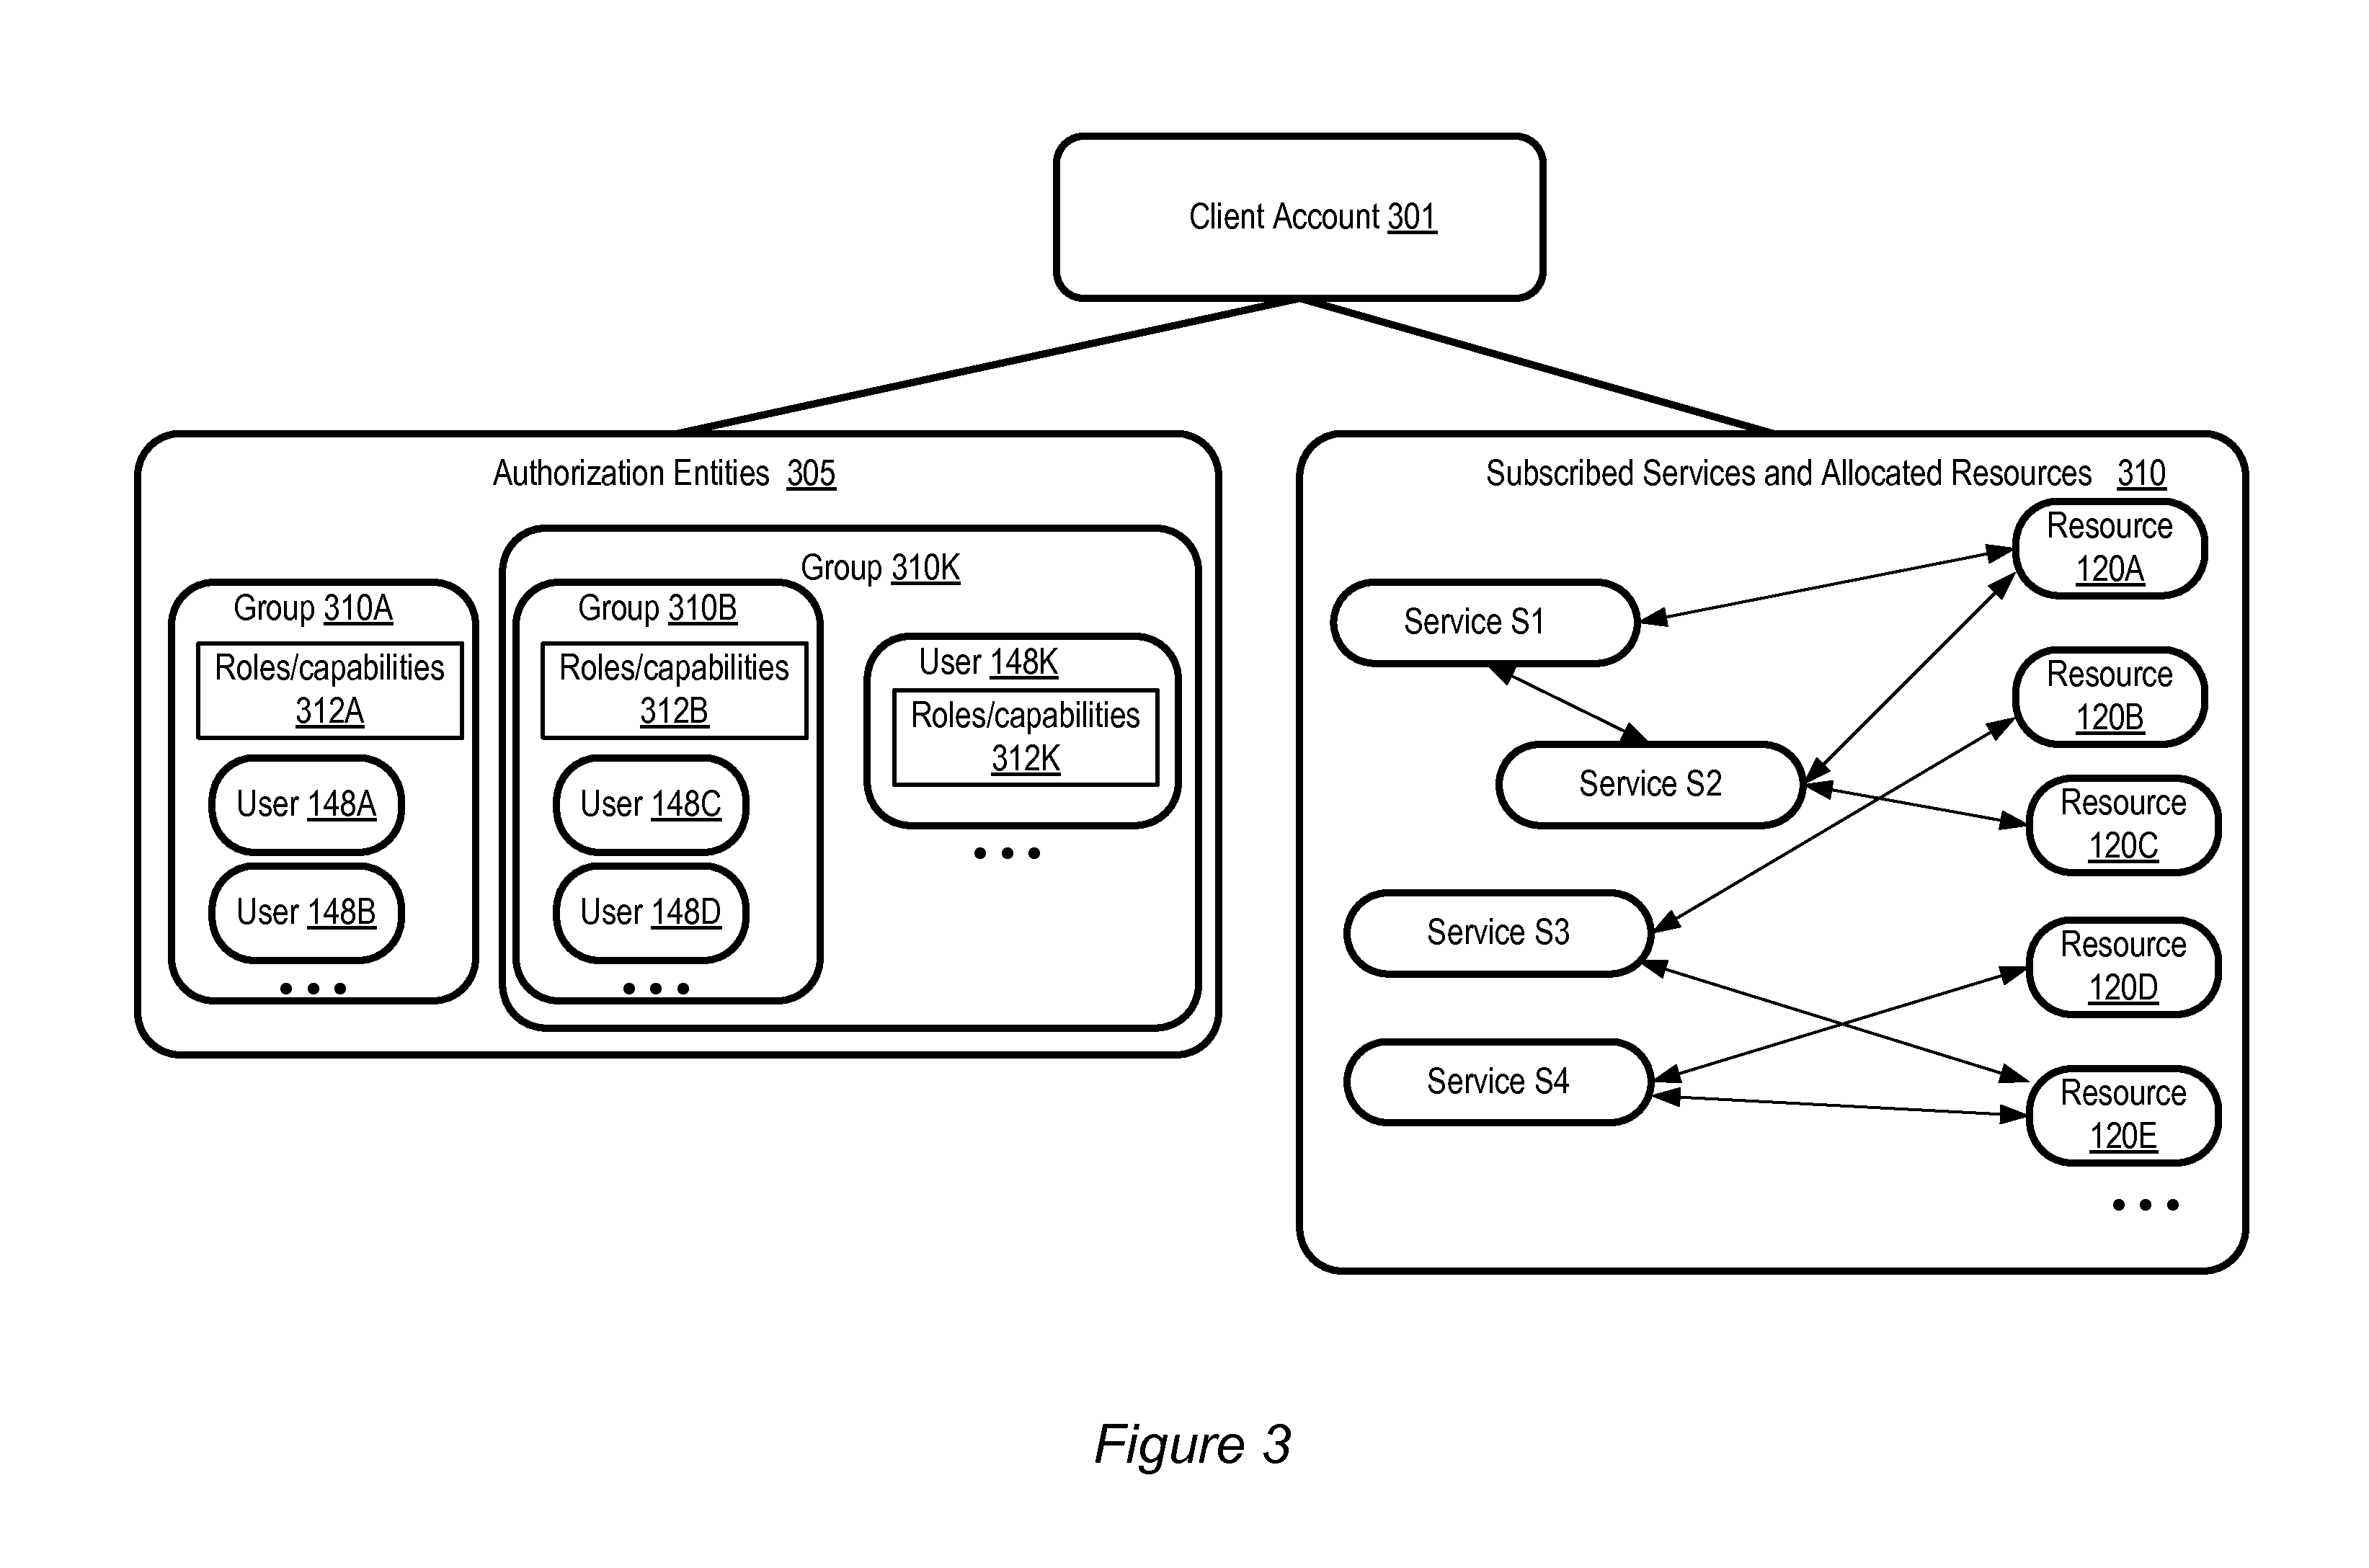 Client Account 301
Authorization Entities 305
Group 310K
Group 310A
Roles/capabilities
312A
User 148A
User 148B
Group 310B
Roles/capabilities
312B
User 148C
User 148D
User 148K
Roles/capabilities
312K
Subscribed Services and Allocated Resources 310
Service S1
Service S2
Service S3
Service S4
Resource
120A
Resource
120B
Resource
120C
Resource
120D
Resource
120E
Figure 3